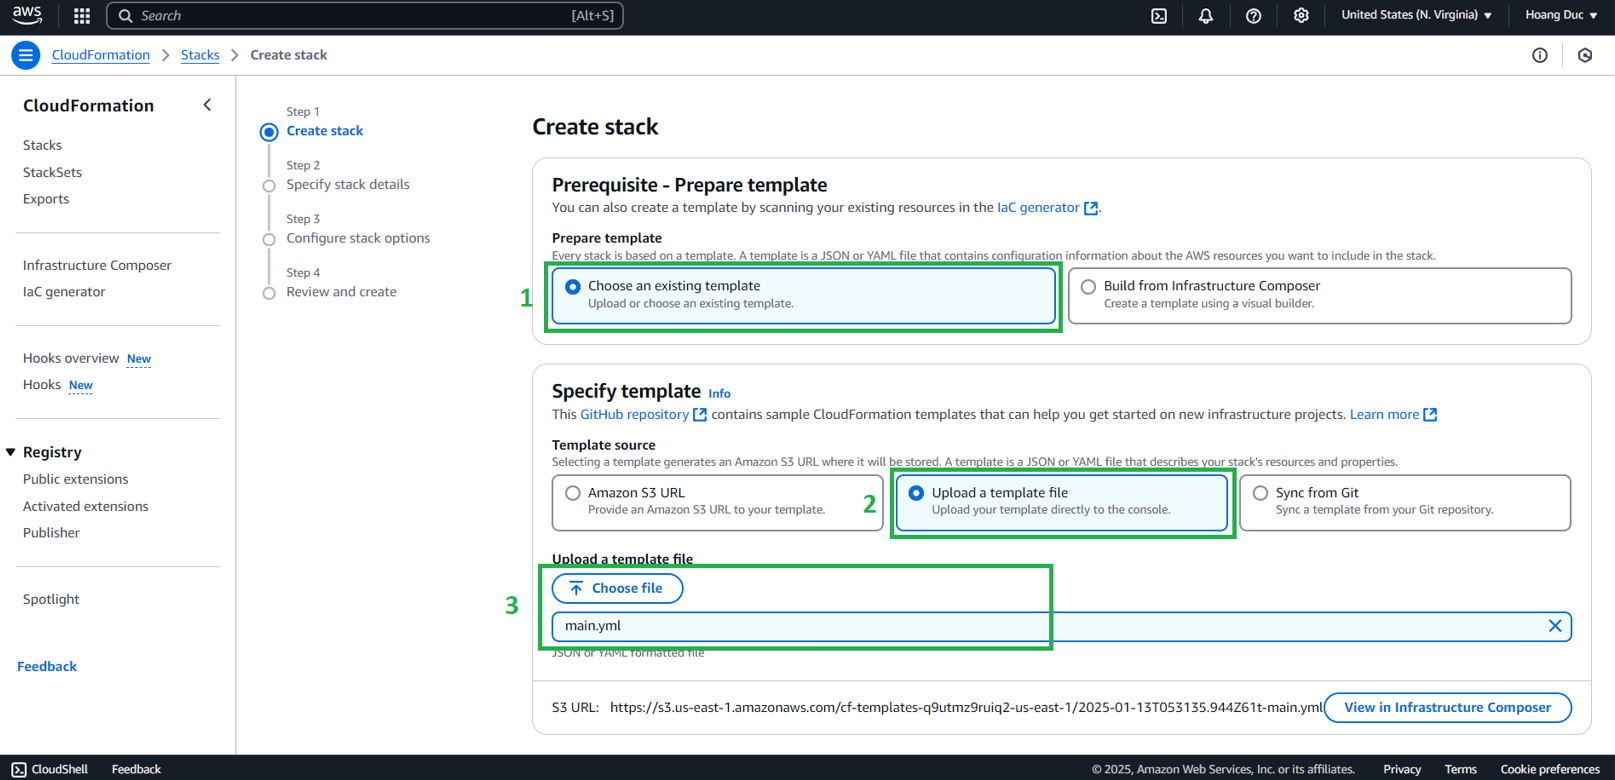 aws
Search
[Alt+S]
United States (N. Virginia)
Hoang Duc
CloudFormation
Stacks
Create stack
CloudFormation
Stacks
StackSets
Exports
Infrastructure Composer
IaC generator
Hooks overview New
Hooks New
Registry
Public extensions
Activated extensions
Publisher
Spotlight
Feedback
Step 1
Create stack
Step 2
Specify stack details
Step 3
Configure stack options
Step 4
Review and create
Create stack
Prerequisite - Prepare template
You can also create a template by scanning your existing resources in the IaC generator.
Prepare template
Every stack is based on a template. A template is a JSON or YAML file that contains configuration information about the AWS resources you want to include in the stack.
1
Choose an existing template
Upload or choose an existing template.
Build from Infrastructure Composer
Create a template using a visual builder.
Specify template Info
This GitHub repository contains sample CloudFormation templates that can help you get started on new infrastructure projects. Learn more
Template source
Selecting a template generates an Amazon S3 URL where it will be stored. A template is a JSON or YAML file that describes your stack's resources and properties.
Amazon S3 URL
Provide an Amazon S3 URL to your template.
2
Upload a template file
Upload your template directly to the console.
Sync from Git
Sync a template from your Git repository.
Upload a template file
3
Choose file
main.yml
JSON or YAML formatted file
S3 URL: https://s3.us-east-1.amazonaws.com/cf-templates-q9utmz9ruiq2-us-east-1/2025-01-13T053135.944Z61t-main.yml
View in Infrastructure Composer
CloudShell
Feedback
© 2025, Amazon Web Services, Inc. or its affiliates.
Privacy
Terms
Cookie preferences